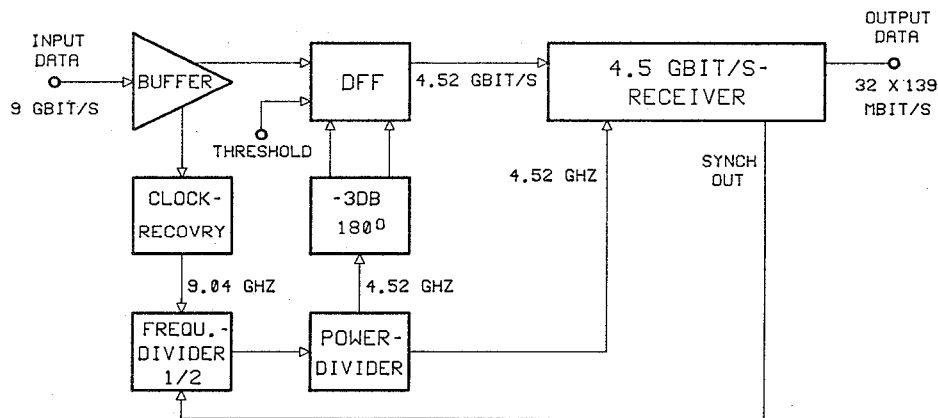 INPUT
DATA
9 GBIT/S
BUFFER
DFF
THRESHOLD
4.52 GBIT/S
4.5 GBIT/S-
RECEIVER
OUTPUT
DATA
32 X 139
MBIT/S
CLOCK-
RECOVRY
-3DB
180°
4.52 GHZ
SYNCH
OUT
9.04 GHZ
4.52 GHZ
FREQU.-
DIVIDER
1/2
POWER-
DIVIDER